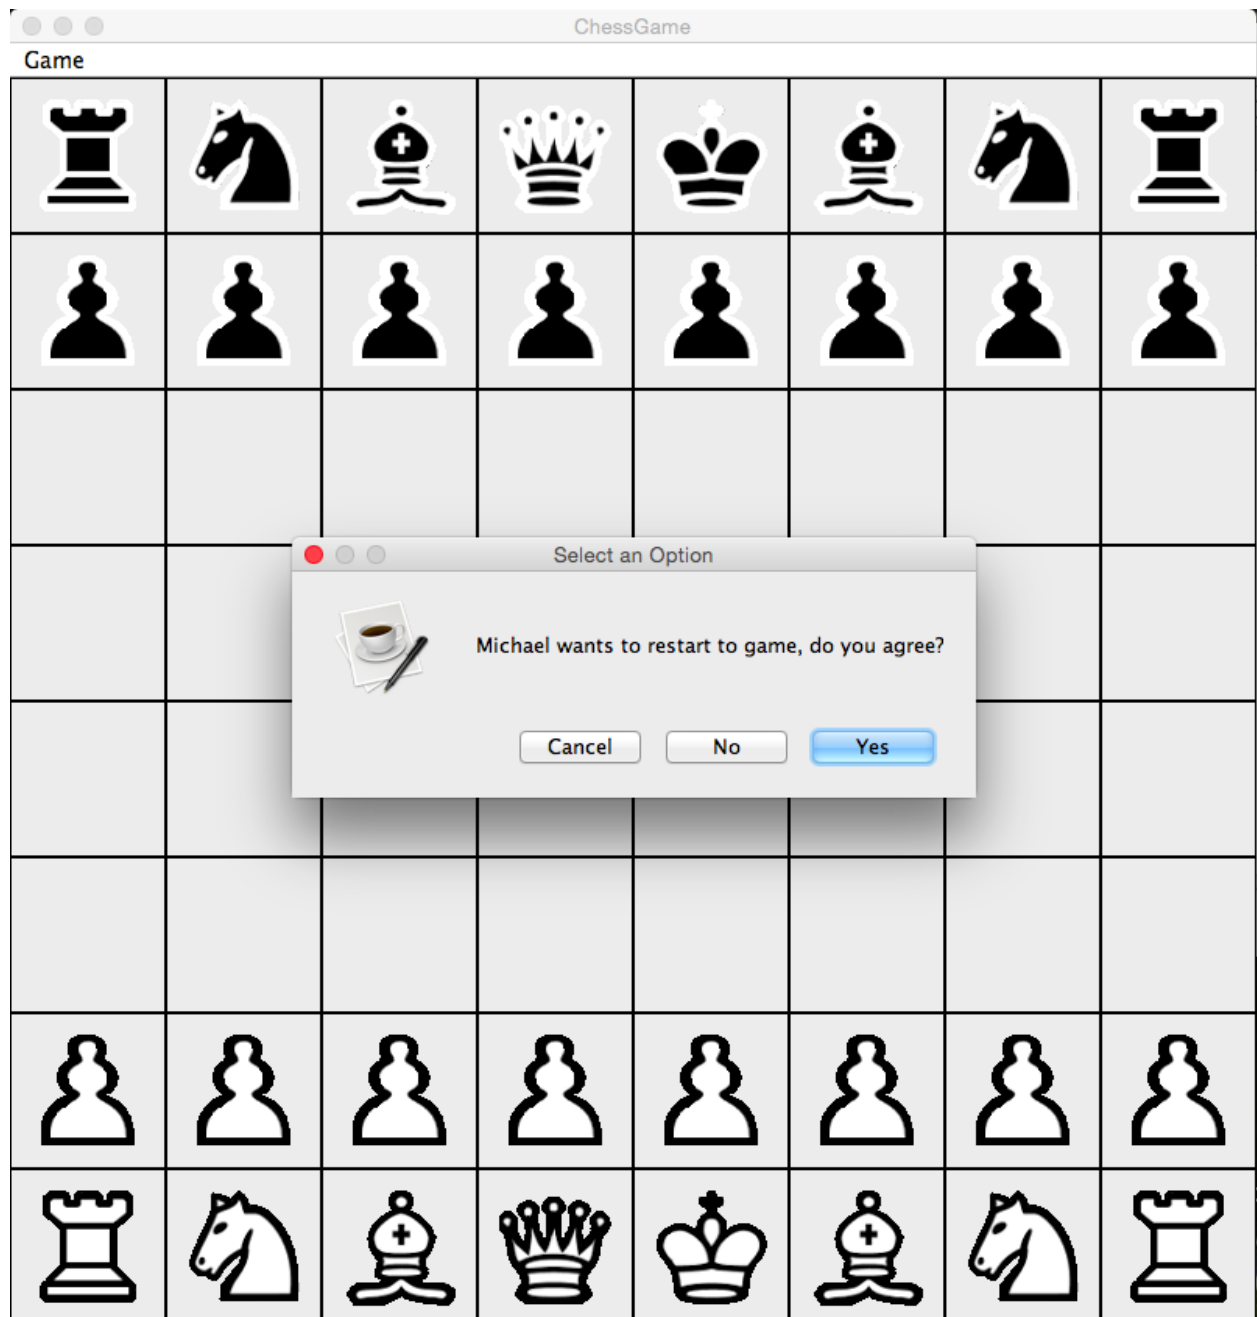 ChessGame
Game
Select an Option
Michael wants to restart to game, do you agree?
Cancel No Yes